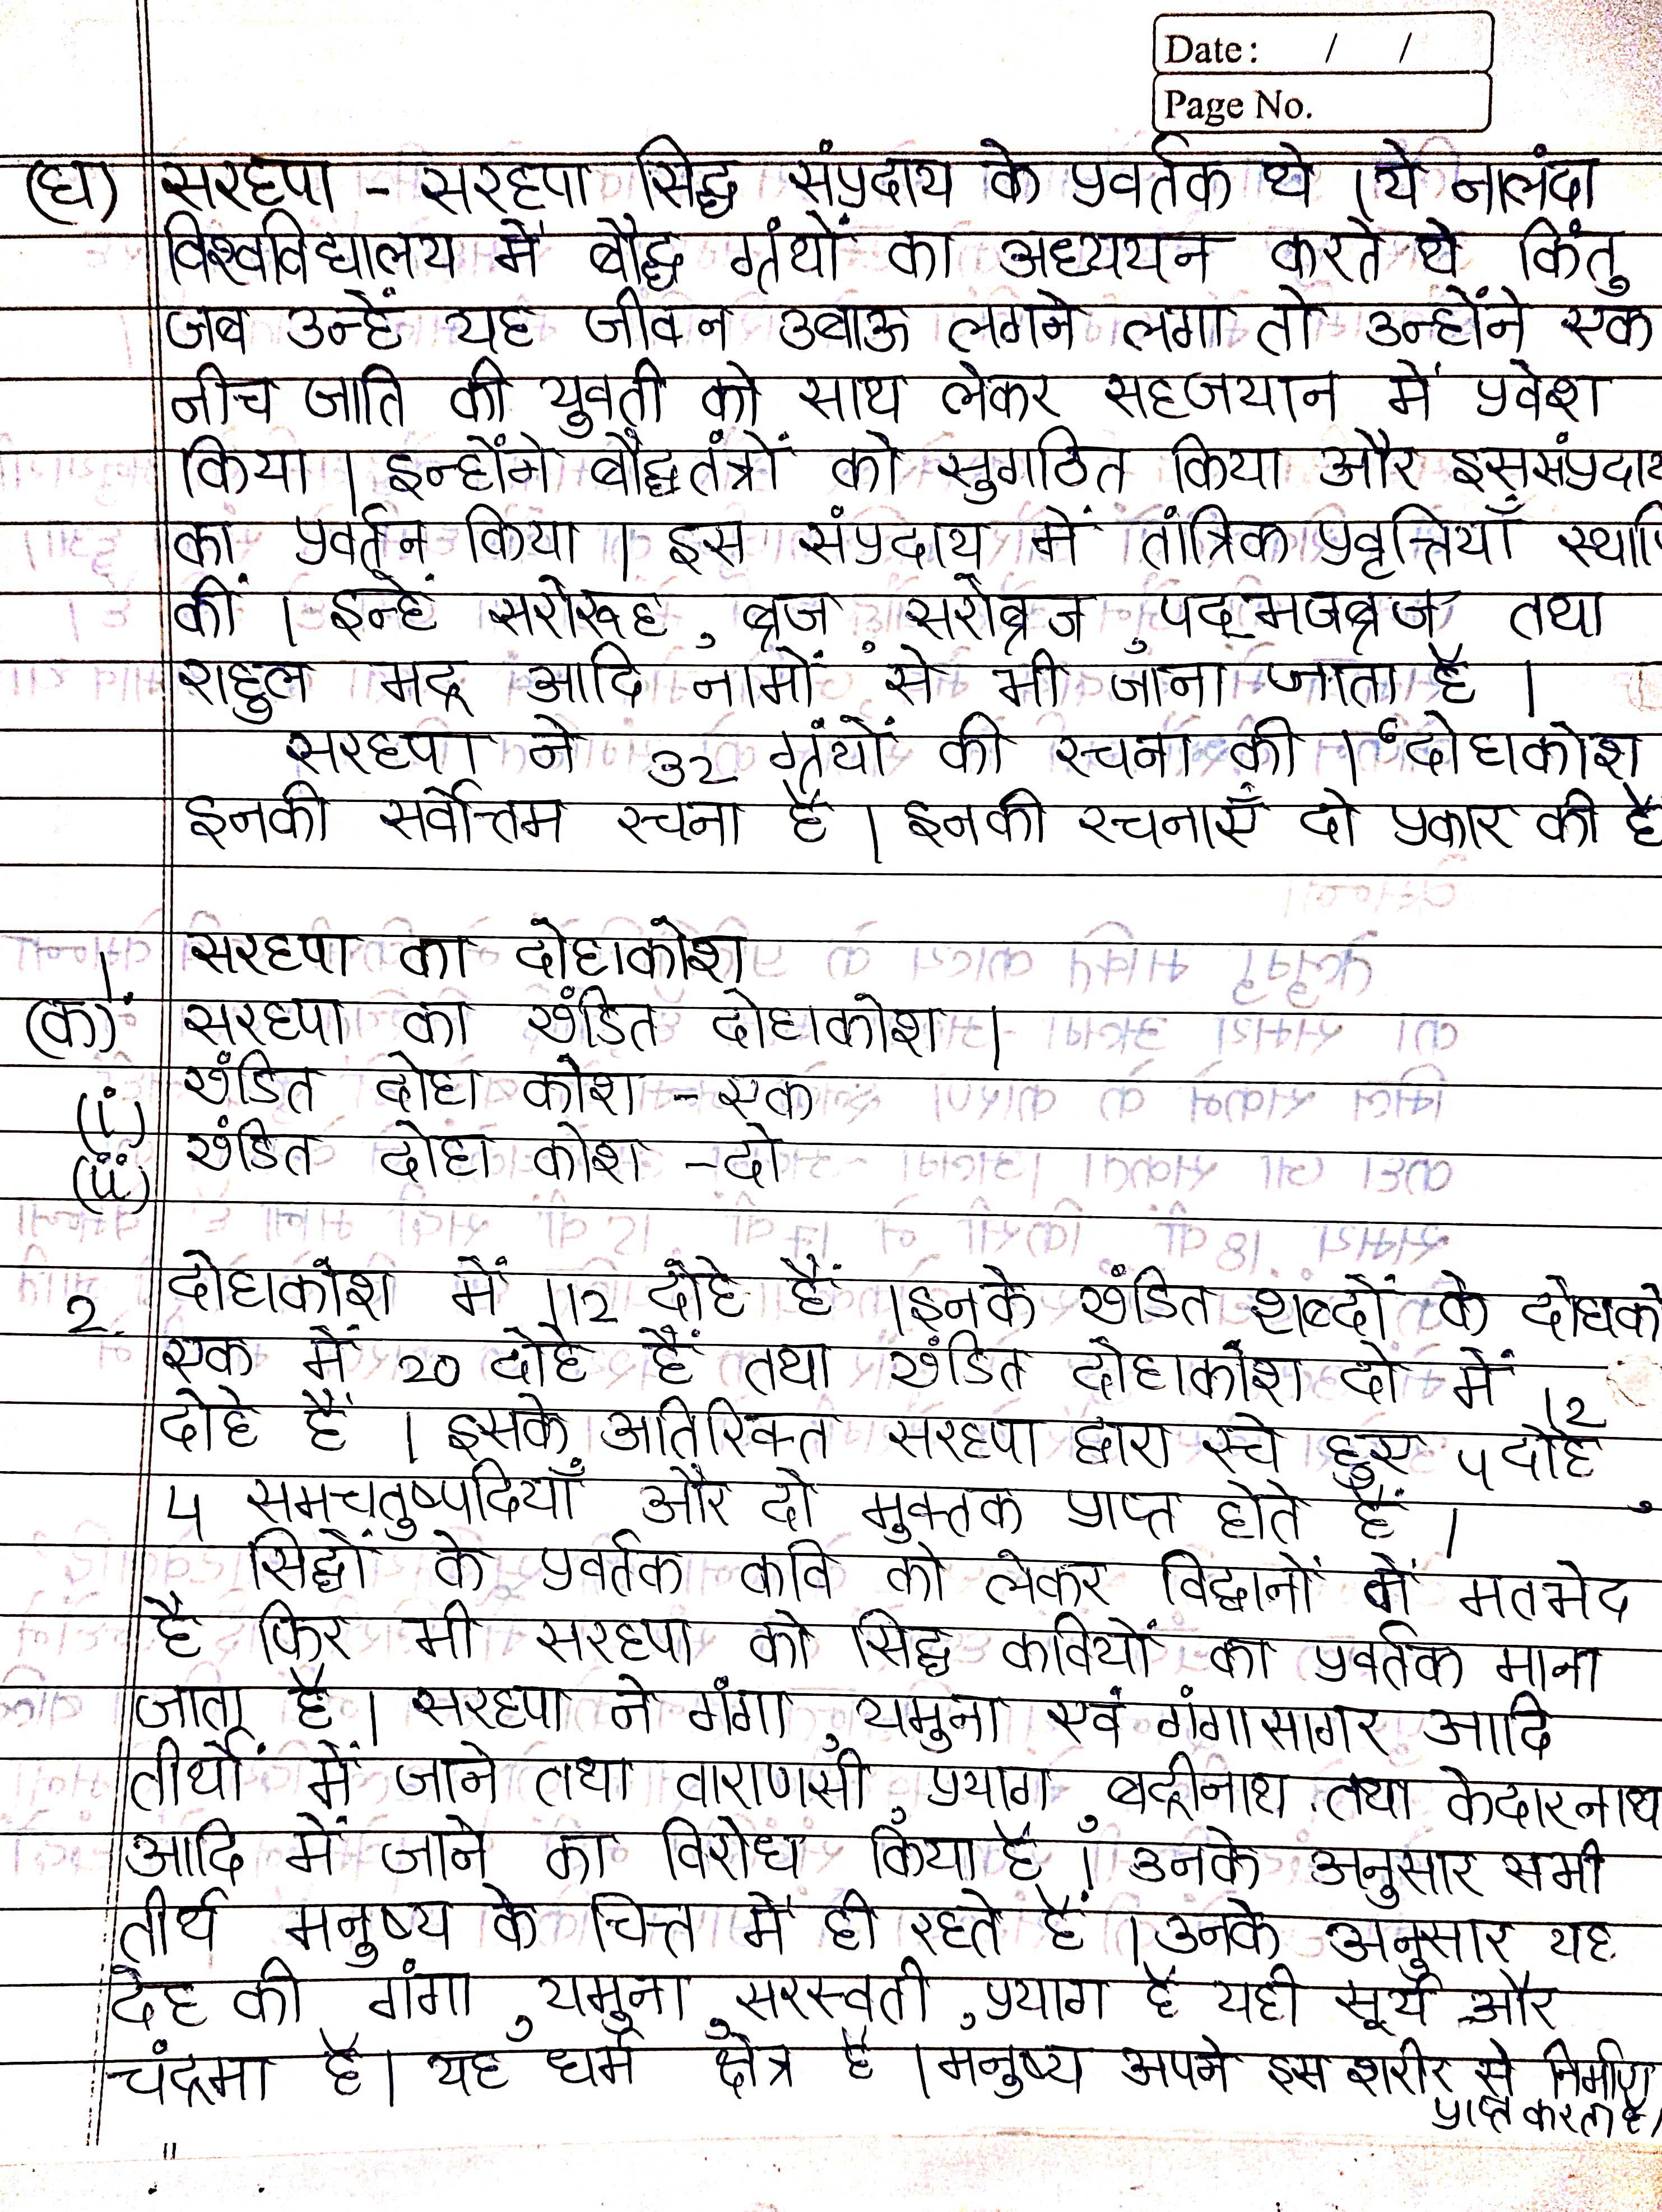 Date: / /
Page No.
(घ) सरहपा - सरहपा सिद्ध संप्रदाय के प्रवर्तक थे । ये नालंदा
विश्वविद्यालय में बौद्ध ग्रंथों का अध्ययन करते थे किंतु
जब उन्हें यह जीवन उबाऊ लगने लगा तो उन्होंने एक
नीच जाति की युवती को साथ लेकर सहजयान में प्रवेश
किया । इन्होंने बौद्धतंत्रों को सुगठित किया और इस संप्रदाय
का प्रवर्तन किया । इस संप्रदाय में तांत्रिक प्रवृत्तियाँ स्थापि
कीं । इन्हें सरोरूह, ब्रज, सरोब्रज, पद्मजब्रज तथा
राहुल भद्र आदि नामों से भी जाना जाता है ।
सरहपा ने 32 ग्रंथों की रचना की । "दोहाकोश
इनकी सर्वोत्तम रचना है । इनकी रचनाएँ दो प्रकार की है
1. सरहपा का दोहाकोश
(क) सरहपा का खंडित दोहाकोश ।
(i) खंडित दोहा कोश - एक
(ii) खंडित दोहा कोश - दो
2. दोहाकोश में 112 दोहे हैं । इनके खंडित शब्दों के दोहाको
एक में 20 दोहे हैं तथा खंडित दोहाकोश दो में 12
दोहे हैं । इसके अतिरिक्त सरहपा द्वारा रचे हुए 4 दोहे,
4 समचतुष्पदियाँ और दो मुक्तक प्राप्त होते हैं ।
सिद्धों के प्रवर्तक कवि को लेकर विद्वानों में मतभेद
है फिर भी सरहपा को सिद्ध कवियों का प्रवर्तक माना
जाता है । सरहपा ने गंगा, यमुना एवं गंगासागर आदि
तीर्थों में जाने तथा वाराणसी, प्रयाग, बद्रीनाथ तथा केदारनाथ
आदि में जाने का विरोध किया है । उनके अनुसार सभी
तीर्थ मनुष्य के चित्त में ही रहते हैं । उनके अनुसार यह
देह की गंगा, यमुना, सरस्वती, प्रयाग है यही सूर्य और
चंद्रमा है । यह धर्म क्षेत्र है । मनुष्य अपने इस शरीर से निर्माण
प्राप्त करता है ।